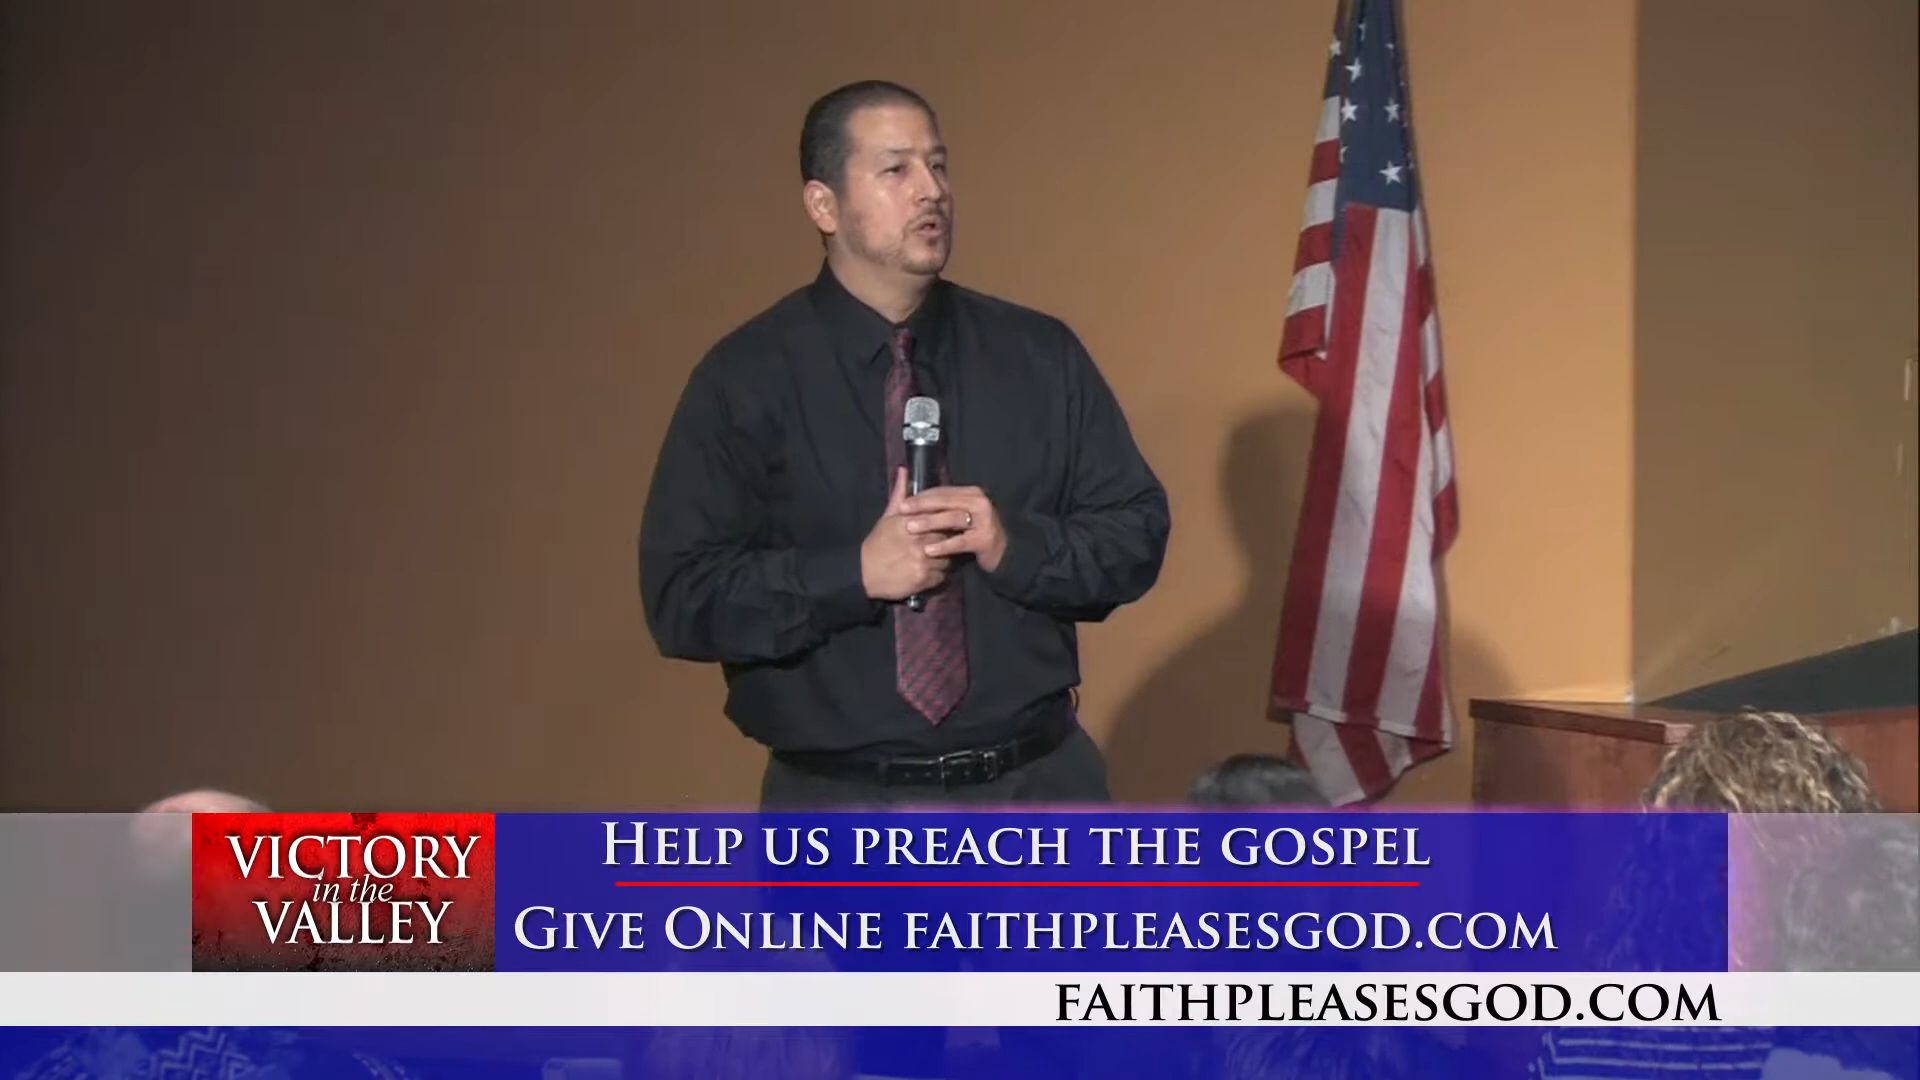 VICTORY
in the
VALLEY
HELP US PREACH THE GOSPEL
GIVE ONLINE FAITHPLEASESGOD.COM
FAITHPLEASESGOD.COM